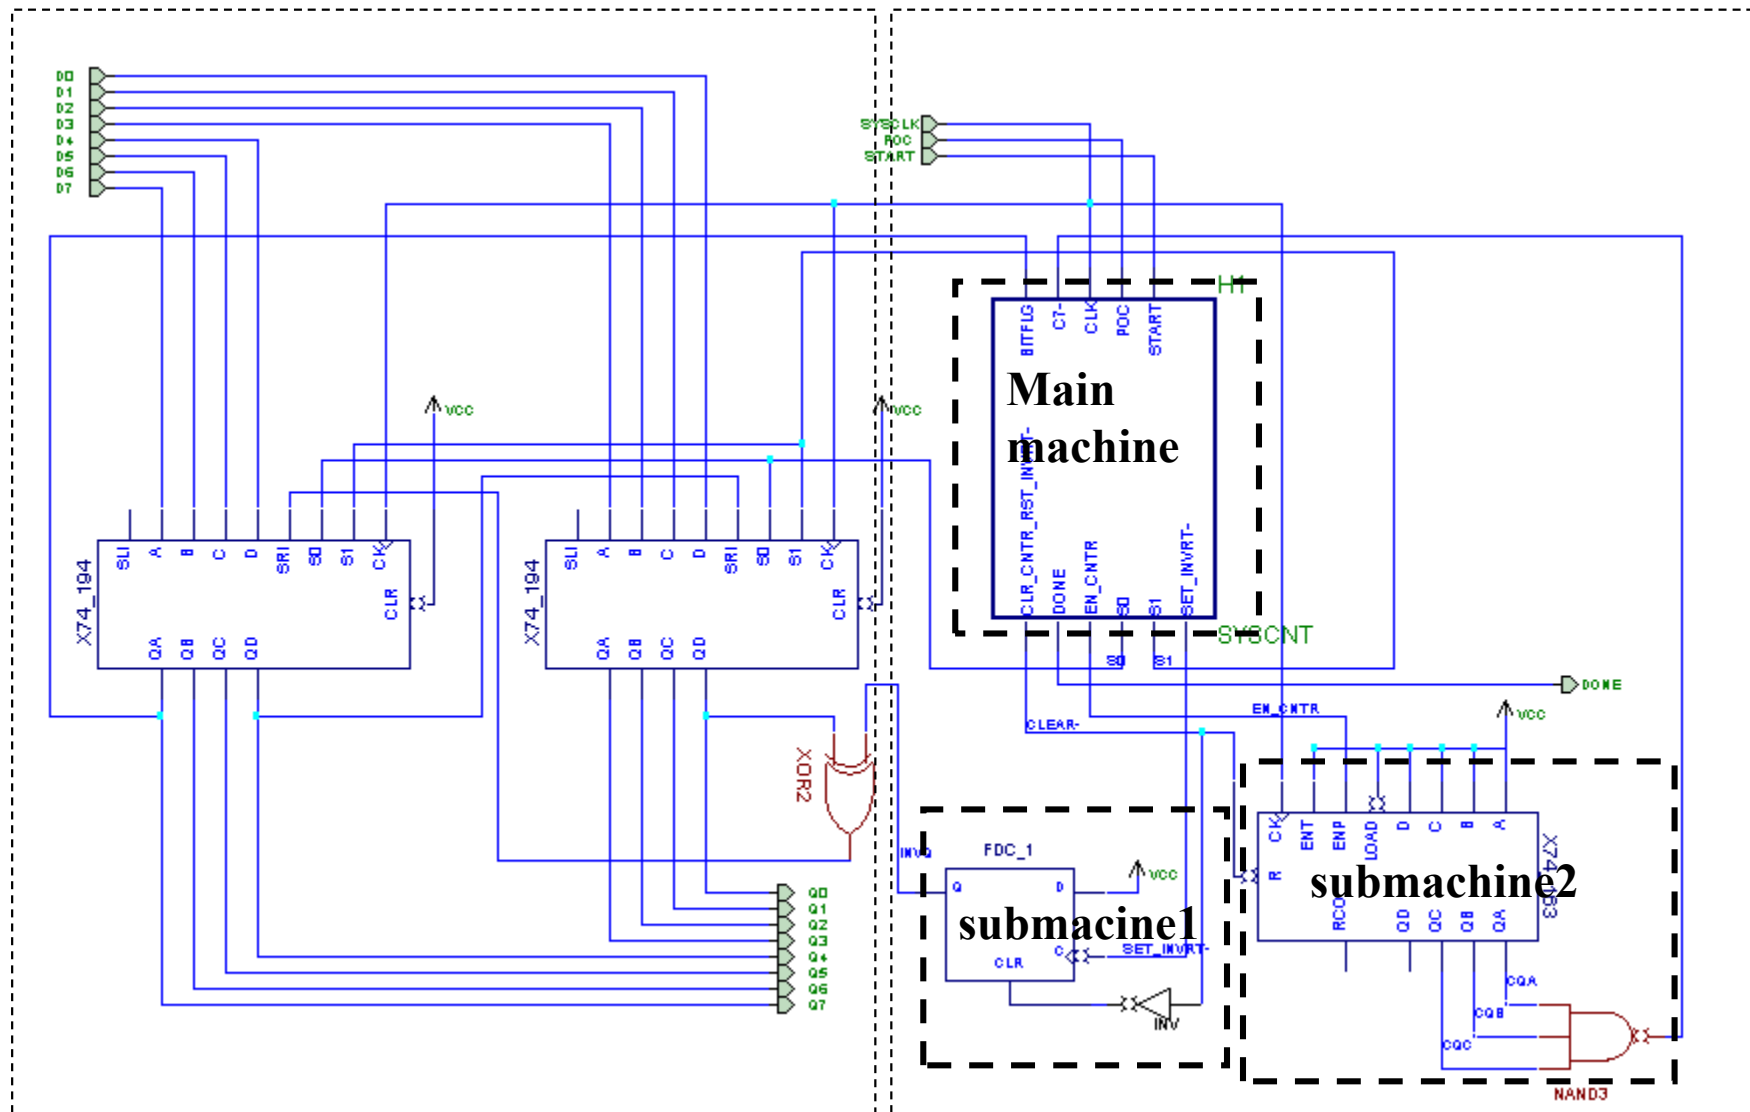 D0
D1
D2
D3
D4
D5
D6
D7
SYSCLK
POC
START
H1
BITFLG
C7-
CLK
POC
START
Main
machine
VCC
VCC
CLR_CNTR_RST_INVRT-
DONE
EN_CNTR
S0
S1
SET_INVRT-
SYSCNT
X74_194
SLI
A
B
C
D
SRI
S0
S1
CK
CLR
QA
QB
QC
QD
X74_194
SLI
A
B
C
D
SRI
S0
S1
CK
CLR
QA
QB
QC
QD
S0
S1
DONE
EN_CNTR
VCC
CLEAR-
XOR2
INVQ
FDC_1
VCC
Q
D
submacine1
SET_INVRT-
C
CLR
INV
CK
ENT
ENP
LOAD
D
C
B
A
R
submachine2
X74_163
RCO
QD
QC
QB
QA
CQA
CQB
CQC
NAND3
Q0
Q1
Q2
Q3
Q4
Q5
Q6
Q7